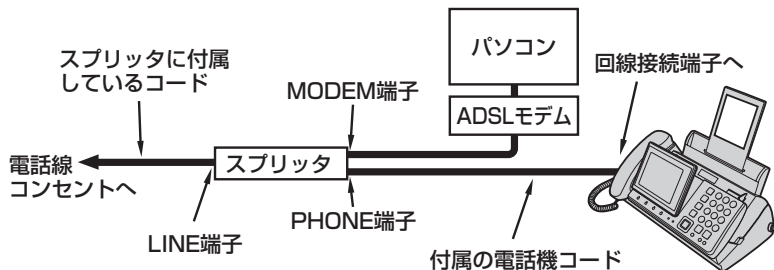 スプリッタに付属
しているコード
パソコン
回線接続端子へ
MODEM端子
ADSLモデム
電話線
コンセントへ
スプリッタ
PHONE端子
LINE端子
付属の電話機コード